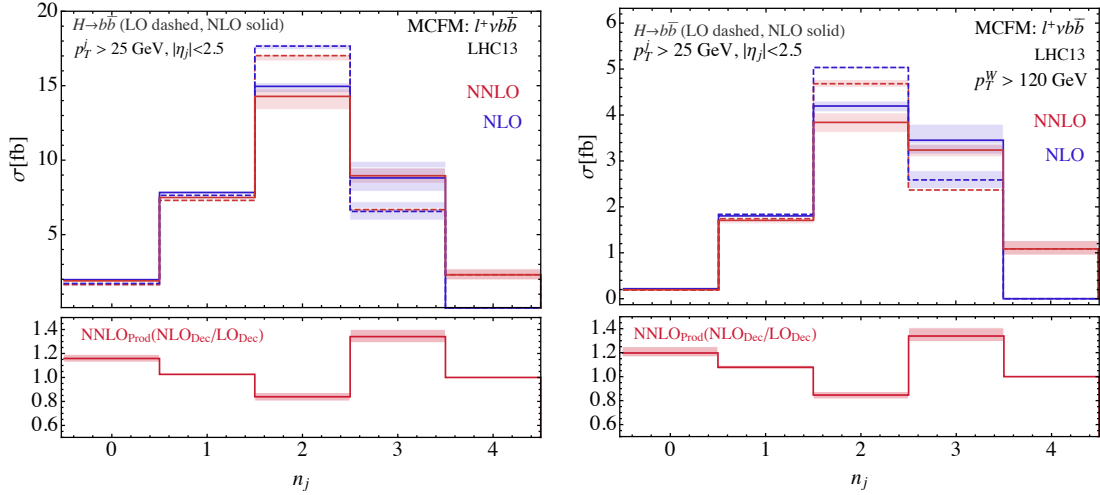 H→bb̅ (LO dashed, NLO solid)
p_T^j > 25 GeV, |η_j|<2.5
MCFM: l⁺νbb̅
LHC13
NNLO
NLO
σ[fb]
20
15
10
5
NNLO_Prod(NLO_Dec/LO_Dec)
1.4
1.2
1.0
0.8
0.6
0 1 2 3 4
n_j
H→bb̅ (LO dashed, NLO solid)
p_T^j > 25 GeV, |η_j|<2.5
MCFM: l⁺νbb̅
LHC13
p_T^W > 120 GeV
NNLO
NLO
σ[fb]
6
5
4
3
2
1
0
NNLO_Prod(NLO_Dec/LO_Dec)
1.4
1.2
1.0
0.8
0.6
0 1 2 3 4
n_j